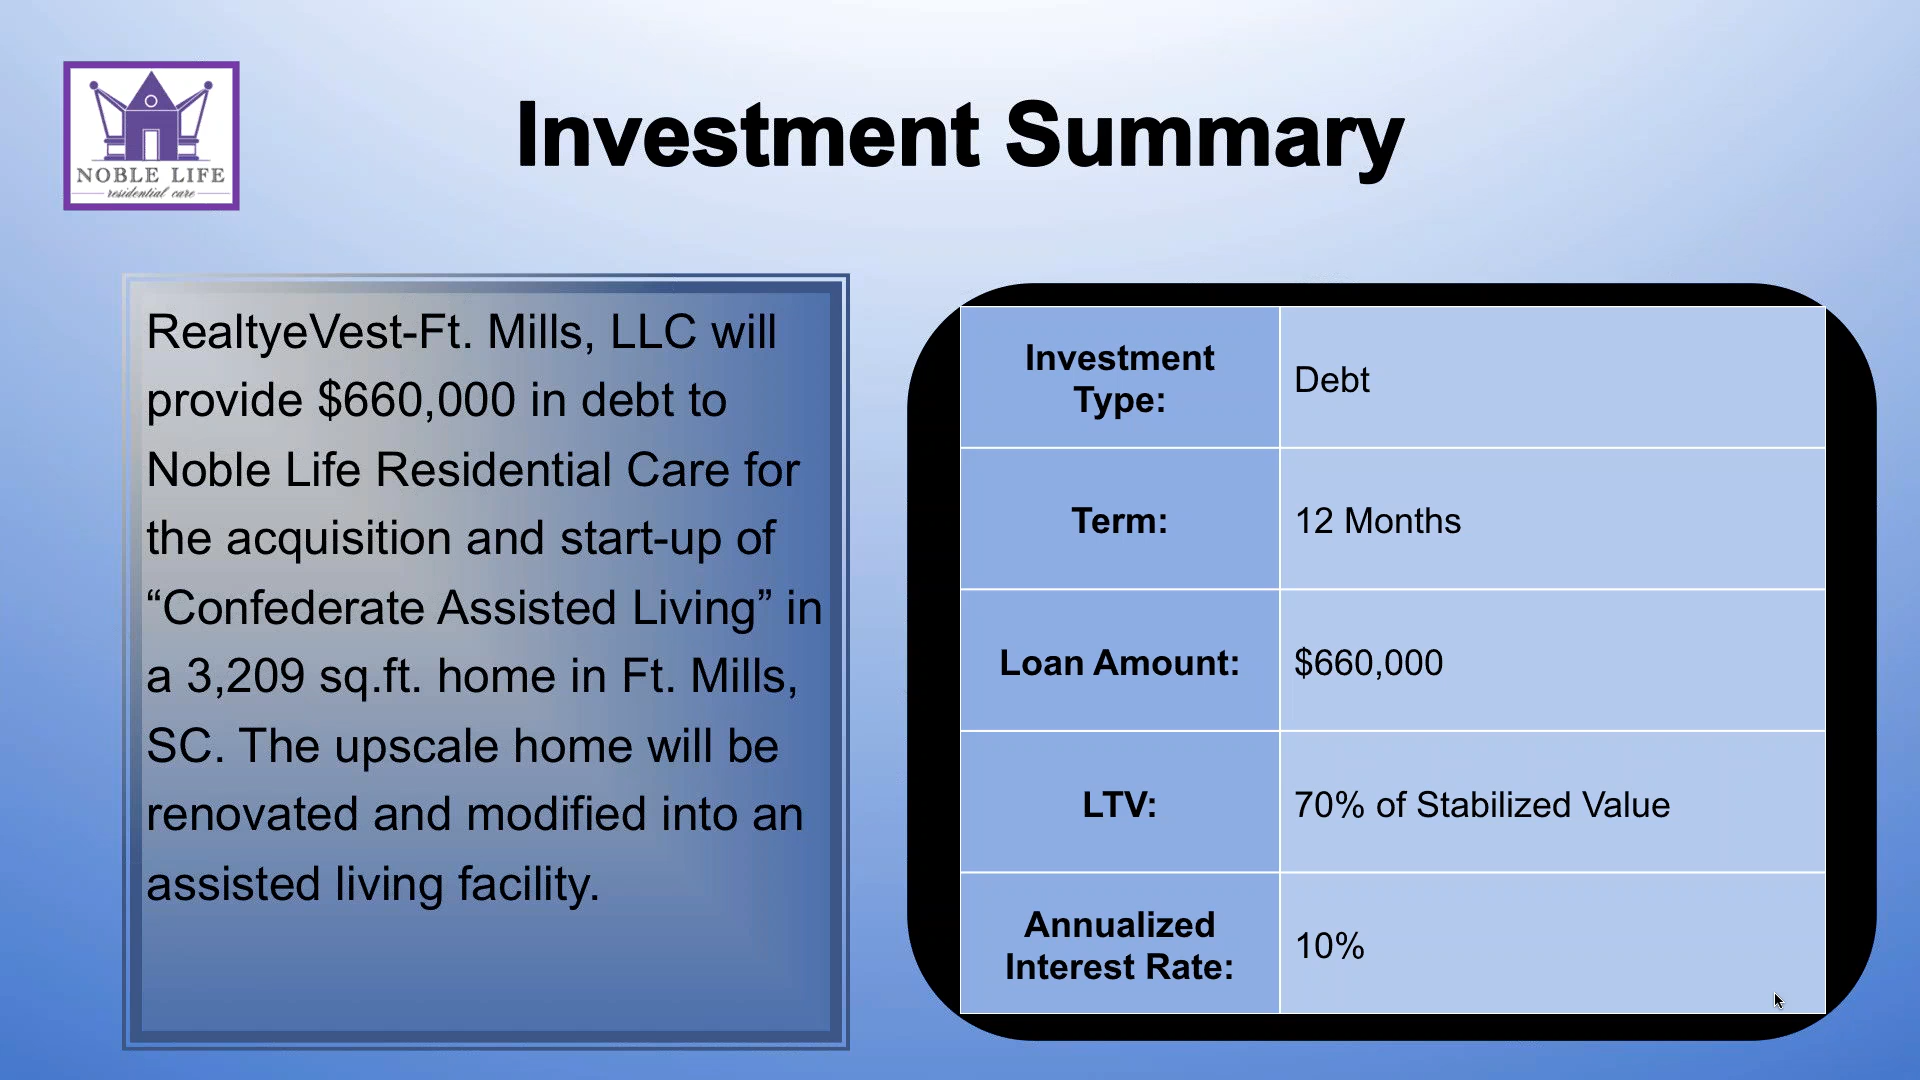 NOBLE LIFE
residential care
Investment Summary
RealtyeVest-Ft. Mills, LLC will
provide $660,000 in debt to
Noble Life Residential Care for
the acquisition and start-up of
“Confederate Assisted Living” in
a 3,209 sq.ft. home in Ft. Mills,
SC. The upscale home will be
renovated and modified into an
assisted living facility.
Investment
Type:
Debt
Term:
12 Months
Loan Amount:
$660,000
LTV:
70% of Stabilized Value
Annualized
Interest Rate:
10%